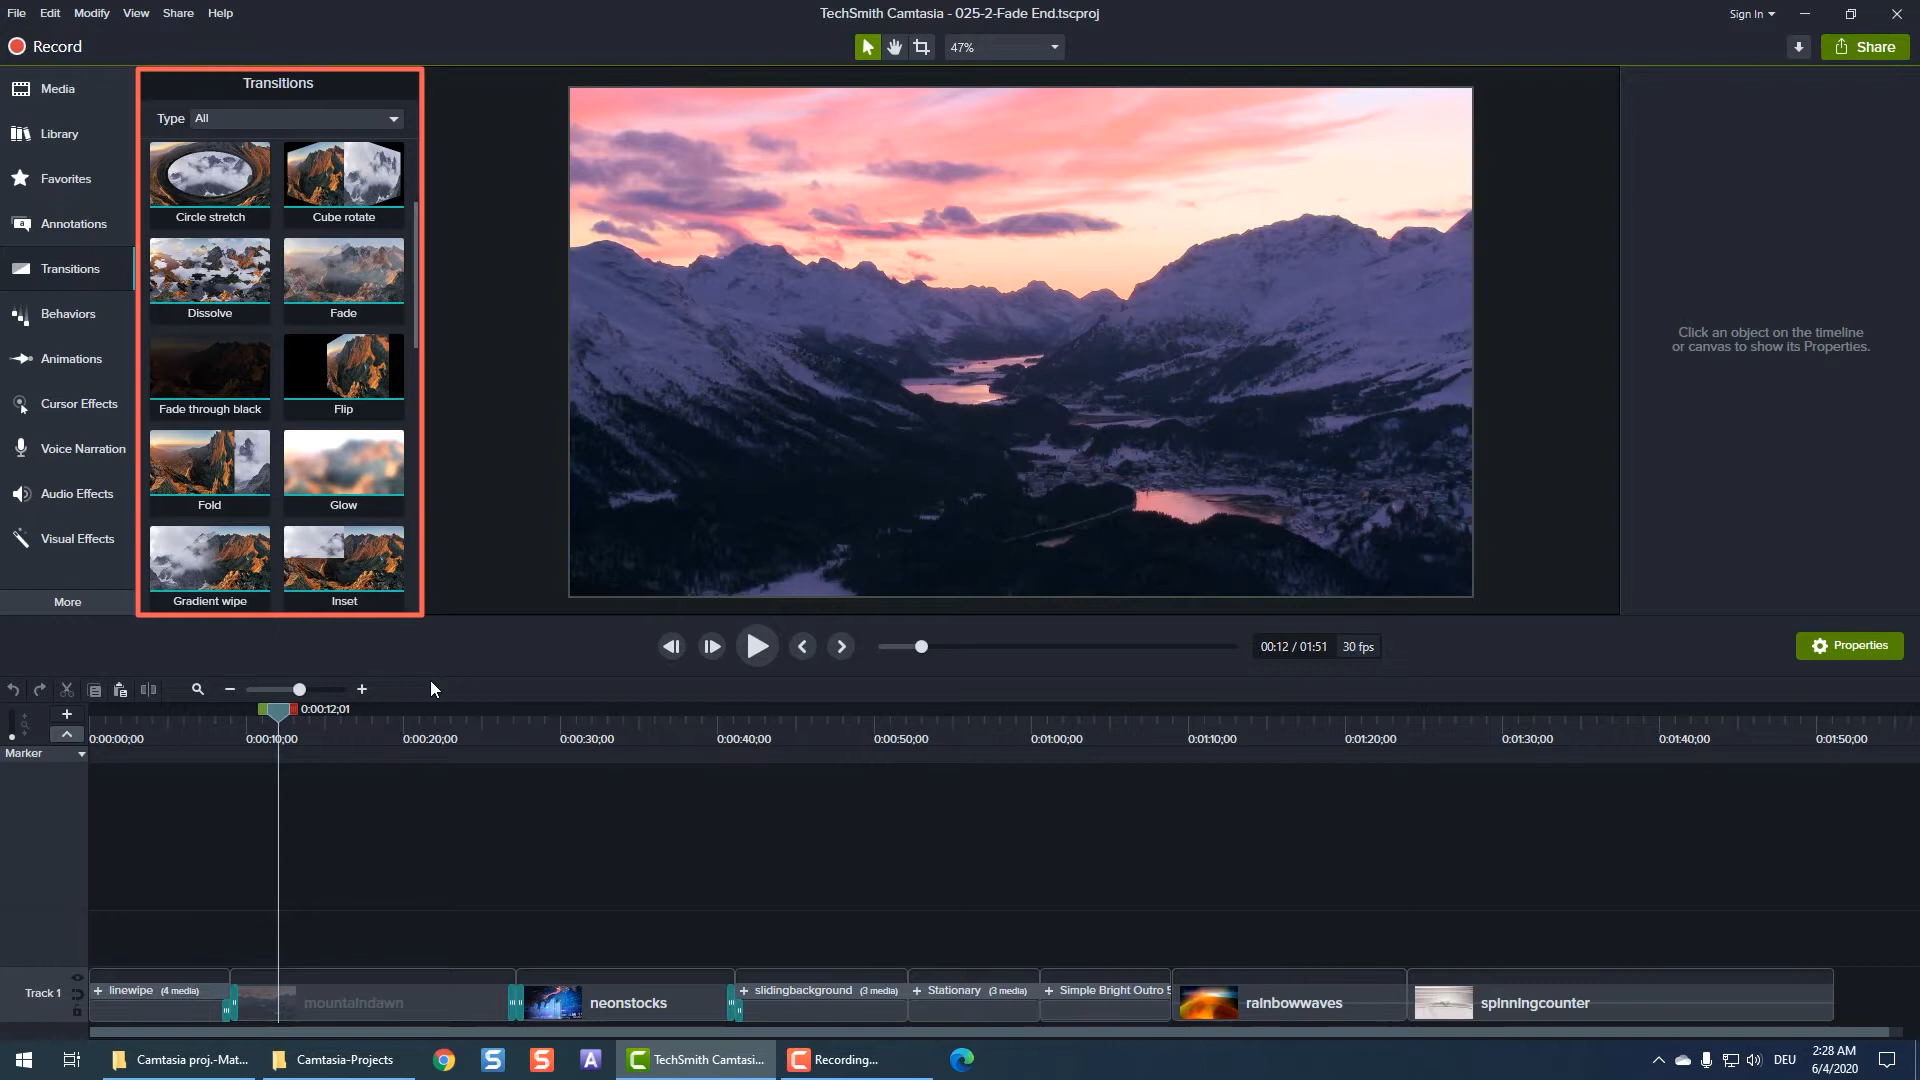 File Edit Modify View Share Help
TechSmith Camtasia - 025-2-Fade End.tscproj
Sign In
Record
47%
Share
Media
Library
Favorites
Annotations
Transitions
Behaviors
Animations
Cursor Effects
Voice Narration
Audio Effects
Visual Effects
More
Transitions
Type All
Circle stretch Cube rotate
Dissolve Fade
Fade through black Flip
Fold Glow
Gradient wipe Inset
Click an object on the timeline
or canvas to show its Properties.
00:12 / 01:51 30 fps
Properties
0:00:12;01
0:00:00;00 0:00:10;00 0:00:20;00 0:00:30;00 0:00:40;00 0:00:50;00 0:01:00;00 0:01:10;00 0:01:20;00 0:01:30;00 0:01:40;00 0:01:50;00
Marker
Track 1
+ linewipe (4 media)
mountaindawn
neonstocks
+ slidingbackground (3 media)
+ Stationary (3 media)
+ Simple Bright Outro 5
rainbowwaves
spinningcounter
Camtasia proj.-Mat...
Camtasia-Projects
TechSmith Camtasi...
Recording...
DEU
2:28 AM
6/4/2020